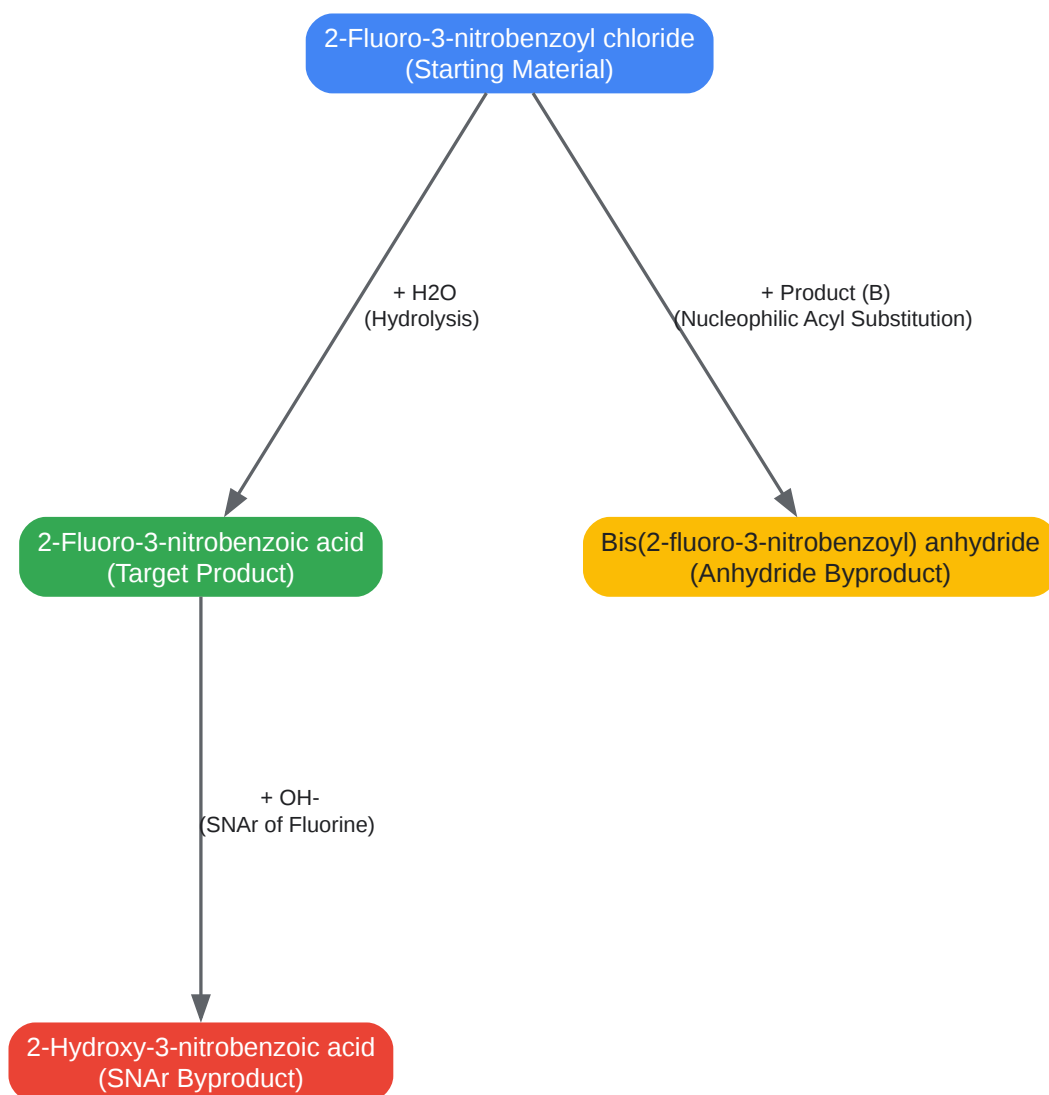 2-Fluoro-3-nitrobenzoyl chloride
(Starting Material)
+ H2O
(Hydrolysis)
+ Product (B)
(Nucleophilic Acyl Substitution)
2-Fluoro-3-nitrobenzoic acid
(Target Product)
Bis(2-fluoro-3-nitrobenzoyl) anhydride
(Anhydride Byproduct)
+ OH-
(SNAr of Fluorine)
2-Hydroxy-3-nitrobenzoic acid
(SNAr Byproduct)